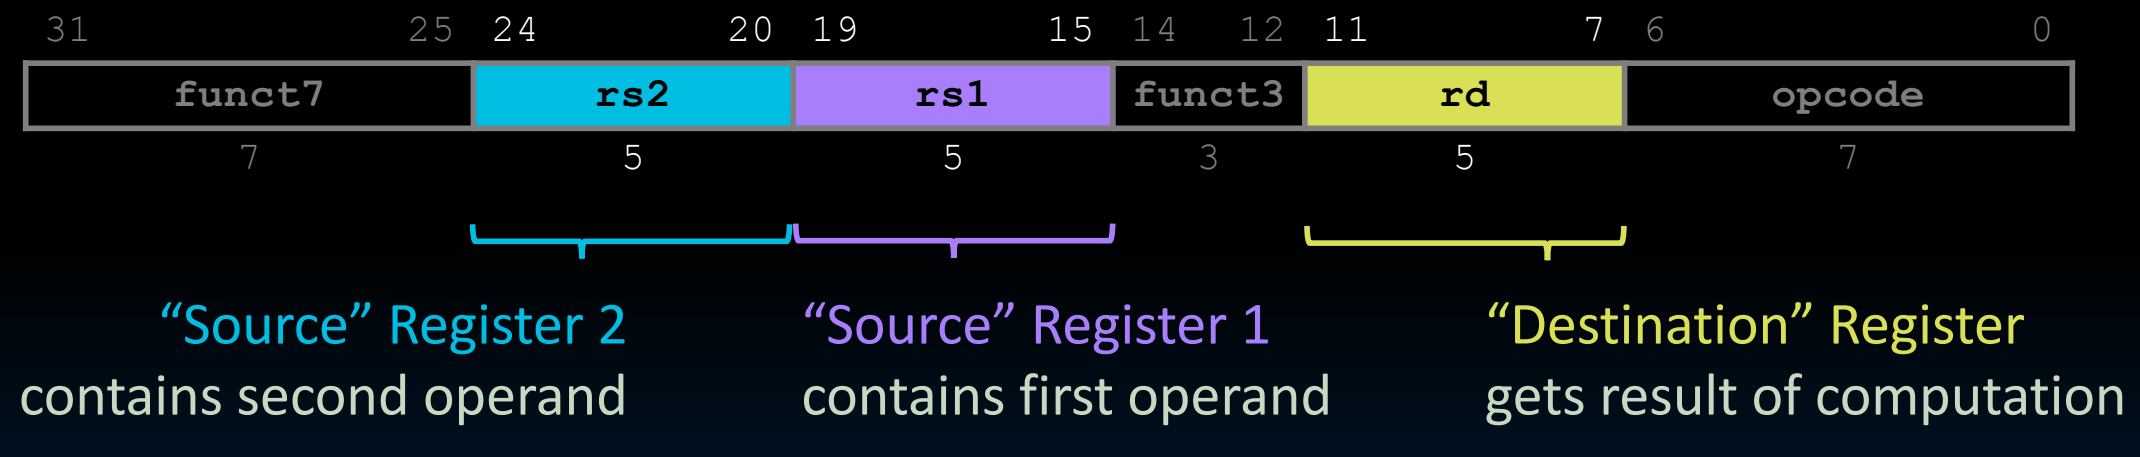 31 25 24 20 19 15 14 12 11 7 6 0
funct7 rs2 rs1 funct3 rd opcode
7 5 5 3 5 7
“Source” Register 2 “Source” Register 1 “Destination” Register
contains second operand contains first operand gets result of computation